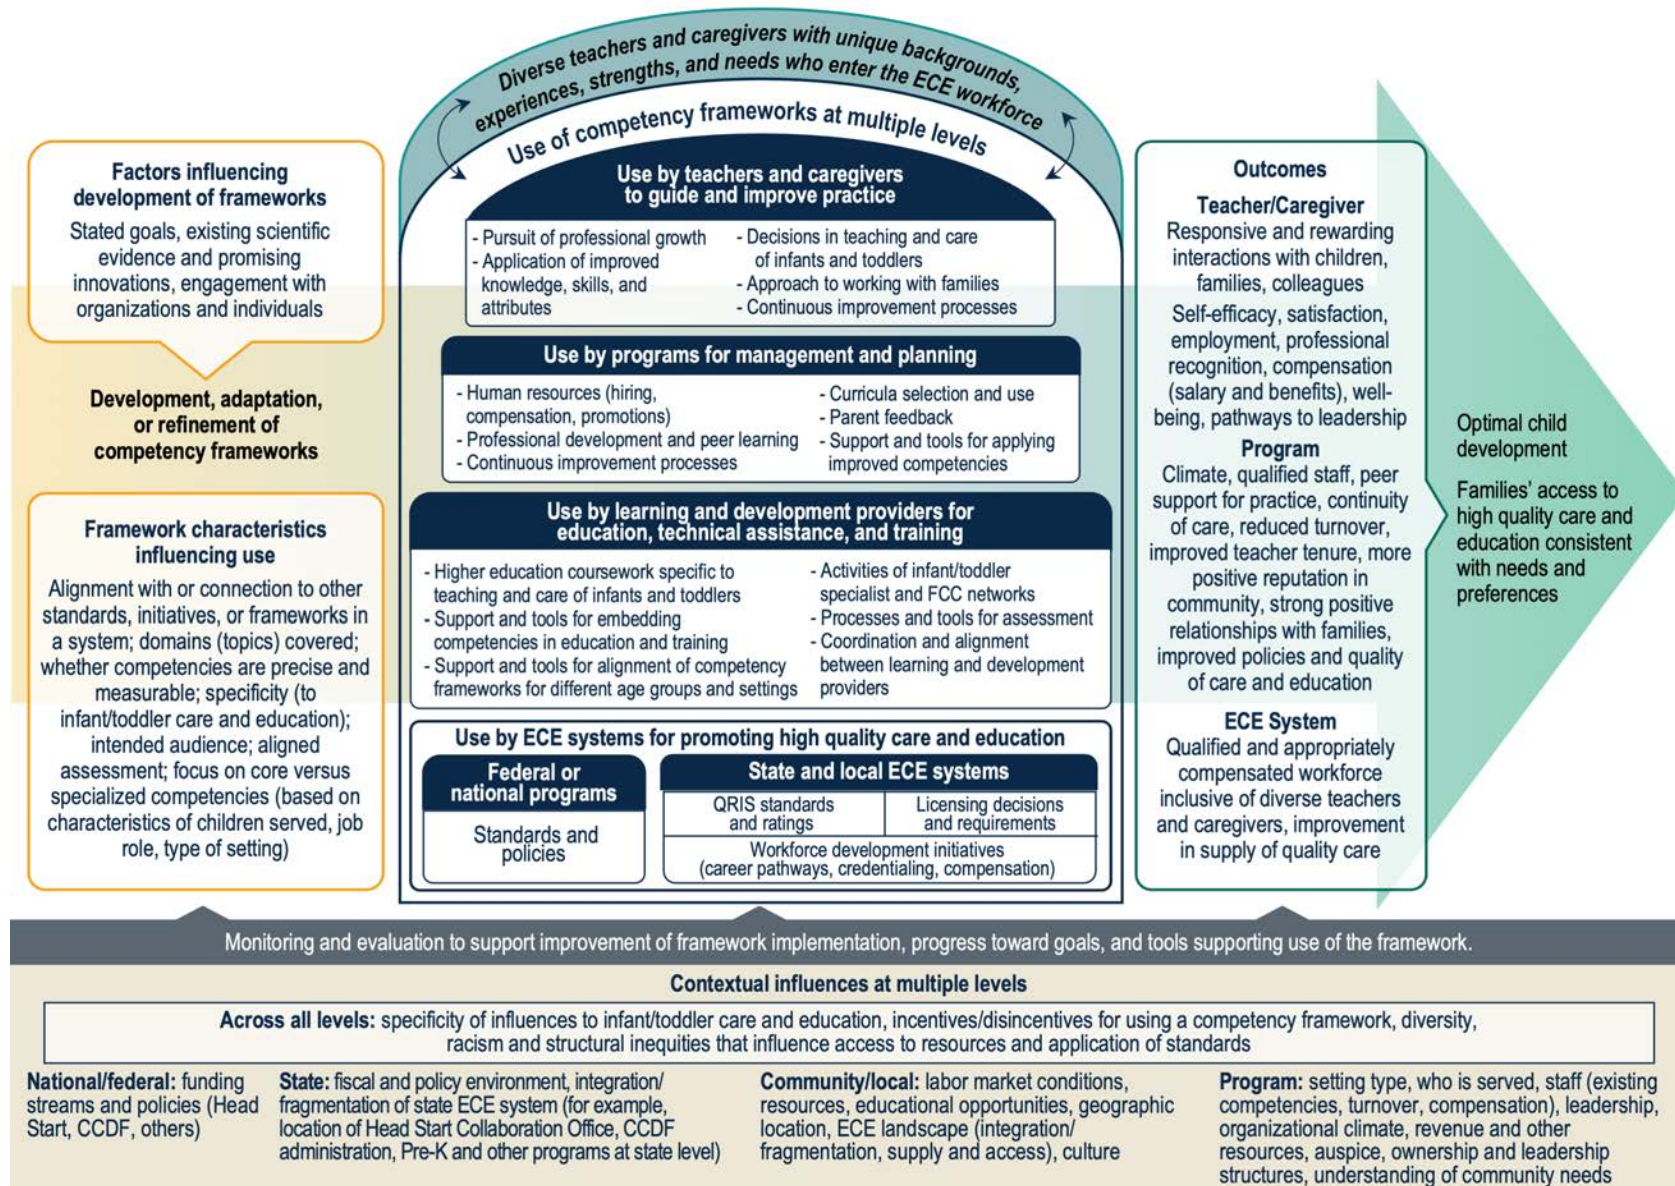 Diverse teachers and caregivers with unique backgrounds,
experiences, strengths, and needs who enter the ECE workforce
Use of competency frameworks at multiple levels
Factors influencing
development of frameworks
Stated goals, existing scientific
evidence and promising
innovations, engagement with
organizations and individuals
Development, adaptation,
or refinement of
competency frameworks
Framework characteristics
influencing use
Alignment with or connection to other
standards, initiatives, or frameworks in
a system; domains (topics) covered;
whether competencies are precise and
measurable; specificity (to
infant/toddler care and education);
intended audience; aligned
assessment; focus on core versus
specialized competencies (based on
characteristics of children served, job
role, type of setting)
Use by teachers and caregivers
to guide and improve practice
- Pursuit of professional growth
- Application of improved
knowledge, skills, and
attributes
- Decisions in teaching and care
of infants and toddlers
- Approach to working with families
- Continuous improvement processes
Use by programs for management and planning
- Human resources (hiring,
compensation, promotions)
- Professional development and peer learning
- Continuous improvement processes
- Curricula selection and use
- Parent feedback
- Support and tools for applying
improved competencies
Use by learning and development providers for
education, technical assistance, and training
- Higher education coursework specific to
teaching and care of infants and toddlers
- Support and tools for embedding
competencies in education and training
- Support and tools for alignment of competency
frameworks for different age groups and settings
- Activities of infant/toddler
specialist and FCC networks
- Processes and tools for assessment
- Coordination and alignment
between learning and development
providers
Use by ECE systems for promoting high quality care and education
Federal or
national programs
Standards and
policies
State and local ECE systems
QRIS standards
and ratings
Licensing decisions
and requirements
Workforce development initiatives
(career pathways, credentialing, compensation)
Outcomes
Teacher/Caregiver
Responsive and rewarding
interactions with children,
families, colleagues
Self-efficacy, satisfaction,
employment, professional
recognition, compensation
(salary and benefits), well-
being, pathways to leadership
Program
Climate, qualified staff, peer
support for practice, continuity
of care, reduced turnover,
improved teacher tenure, more
positive reputation in
community, strong positive
relationships with families,
improved policies and quality
of care and education
ECE System
Qualified and appropriately
compensated workforce
inclusive of diverse teachers
and caregivers, improvement
in supply of quality care
Optimal child
development
Families' access to
high quality care and
education consistent
with needs and
preferences
Monitoring and evaluation to support improvement of framework implementation, progress toward goals, and tools supporting use of the framework.
Contextual influences at multiple levels
Across all levels: specificity of influences to infant/toddler care and education, incentives/disincentives for using a competency framework, diversity,
racism and structural inequities that influence access to resources and application of standards
National/federal: funding
streams and policies (Head
Start, CCDF, others)
State: fiscal and policy environment, integration/
fragmentation of state ECE system (for example,
location of Head Start Collaboration Office, CCDF
administration, Pre-K and other programs at state level)
Community/local: labor market conditions,
resources, educational opportunities, geographic
location, ECE landscape (integration/
fragmentation, supply and access), culture
Program: setting type, who is served, staff (existing
competencies, turnover, compensation), leadership,
organizational climate, revenue and other
resources, auspice, ownership and leadership
structures, understanding of community needs